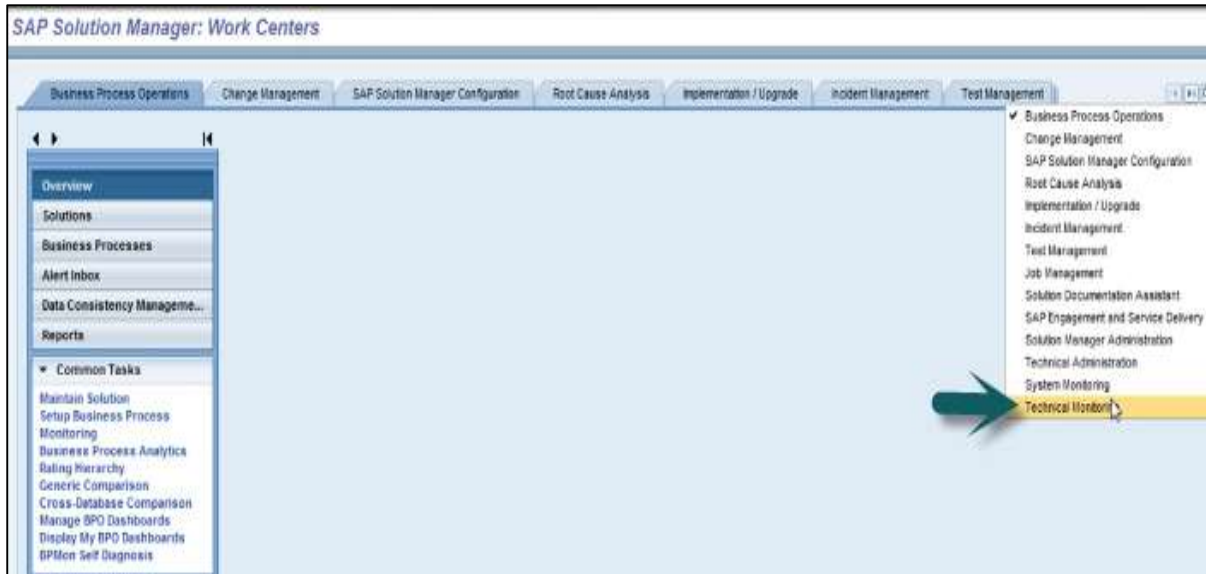 SAP Solution Manager: Work Centers
Business Process Operations Change Management SAP Solution Manager Configuration Root Cause Analysis Implementation / Upgrade Incident Management Test Management
Overview
Solutions
Business Processes
Alert Inbox
Data Consistency Manageme...
Reports
Common Tasks
Maintain Solution
Setup Business Process
Monitoring
Business Process Analytics
Rating Hierarchy
Generic Comparison
Cross-Database Comparison
Manage BPO Dashboards
Display My BPO Dashboards
BPMon Self Diagnosis
Business Process Operations
Change Management
SAP Solution Manager Configuration
Root Cause Analysis
Implementation / Upgrade
Incident Management
Test Management
Job Management
Solution Documentation Assistant
SAP Engagement and Service Delivery
Solution Manager Administration
Technical Administration
System Monitoring
Technical